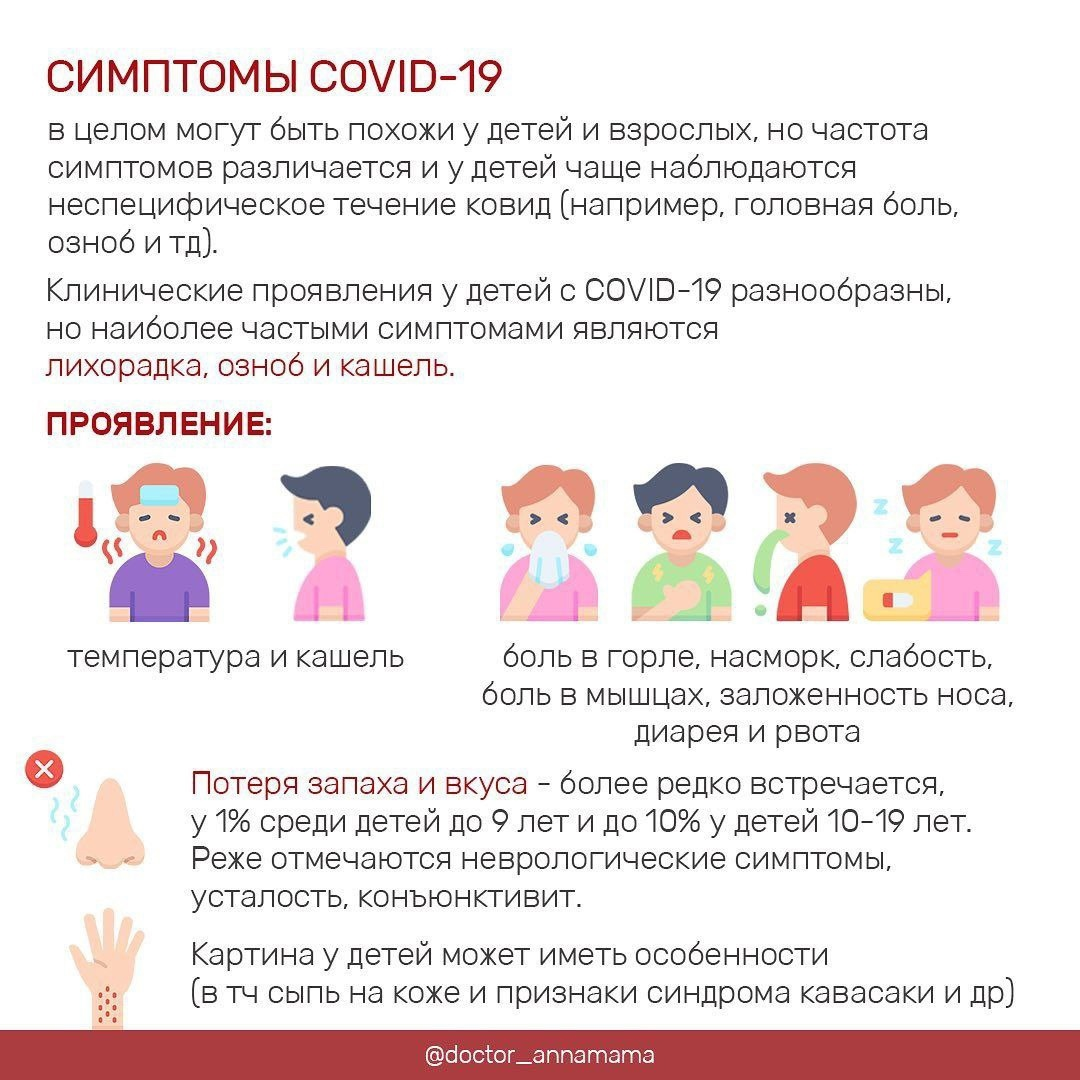 СИМПТОМЫ COVID-19
в целом могут быть похожи у детей и взрослых, но частота
симптомов различается и у детей чаще наблюдаются
неспецифическое течение ковид (например, головная боль,
озноб и тд).
Клинические проявления у детей с COVID-19 разнообразны,
но наиболее частыми симптомами являются
лихорадка, озноб и кашель.
ПРОЯВЛЕНИЕ:
z
z
z
температура и кашель
боль в горле, насморк, слабость,
боль в мышцах, заложенность носа,
диарея и рвота
Потеря запаха и вкуса - более редко встречается,
у 1% среди детей до 9 лет и до 10% у детей 10-19 лет.
Реже отмечаются неврологические симптомы,
усталость, конъюнктивит.
Картина у детей может иметь особенности
(в тч сыпь на коже и признаки синдрома кавасаки и др)
@doctor_annamama